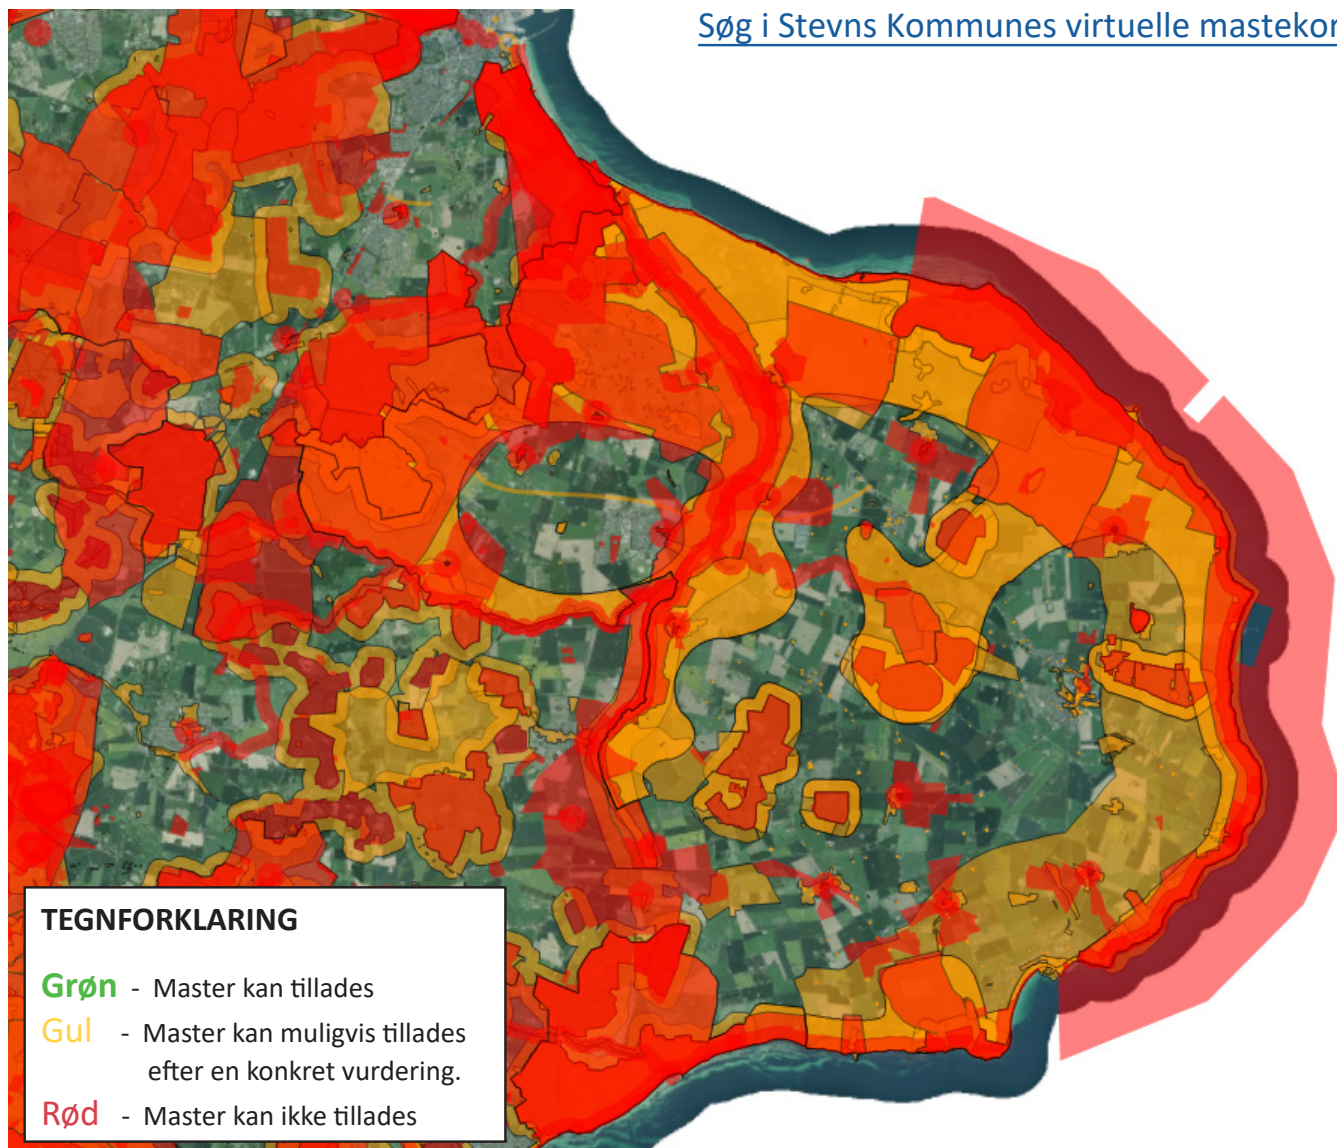 Søg i Stevns Kommunes virtuelle mastekor
TEGNFORKLARING
Grøn - Master kan tillades
Gul - Master kan muligvis tillades
efter en konkret vurdering.
Rød - Master kan ikke tillades